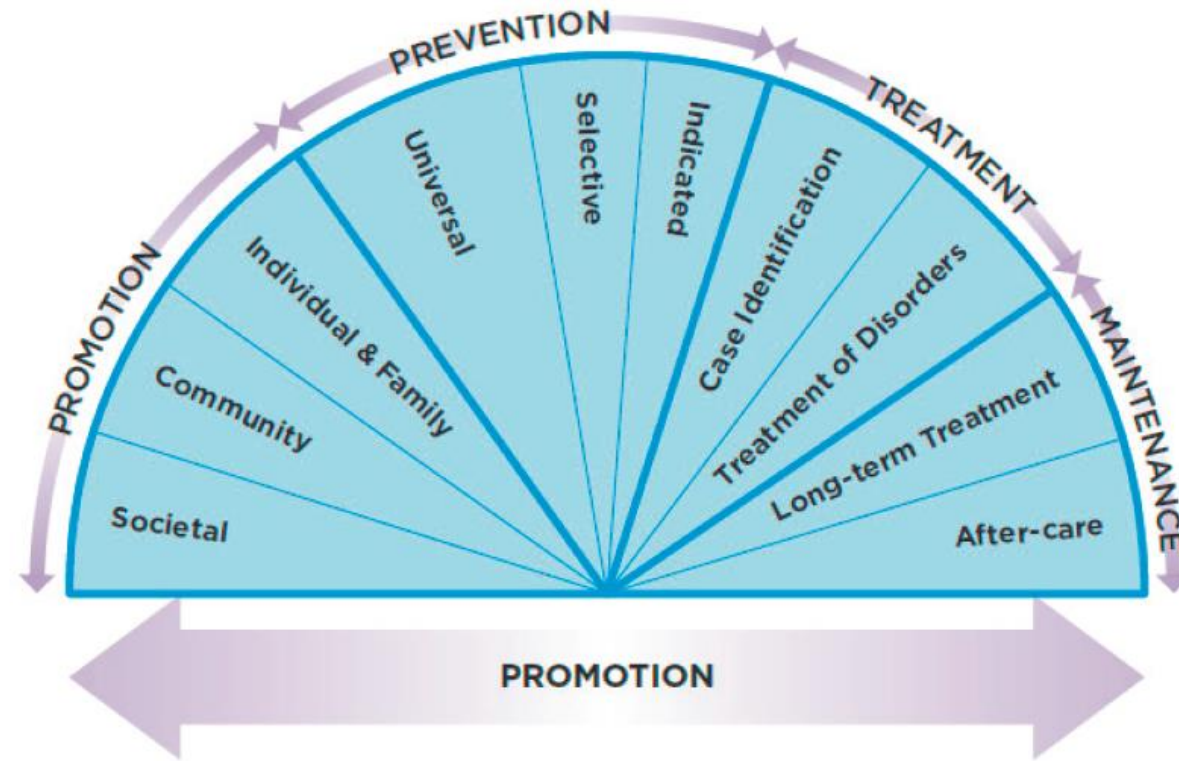 PROMOTION
PREVENTION
TREATMENT
MAINTENANCE
Societal
Community
Individual & Family
Universal
Selective
Indicated
Case Identification
Treatment of Disorders
Long-term Treatment
After-care
PROMOTION